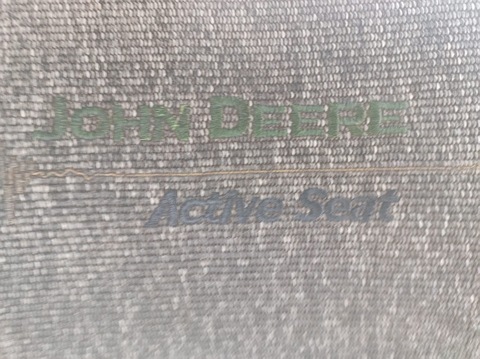 JOHN DEERE
Active Seat